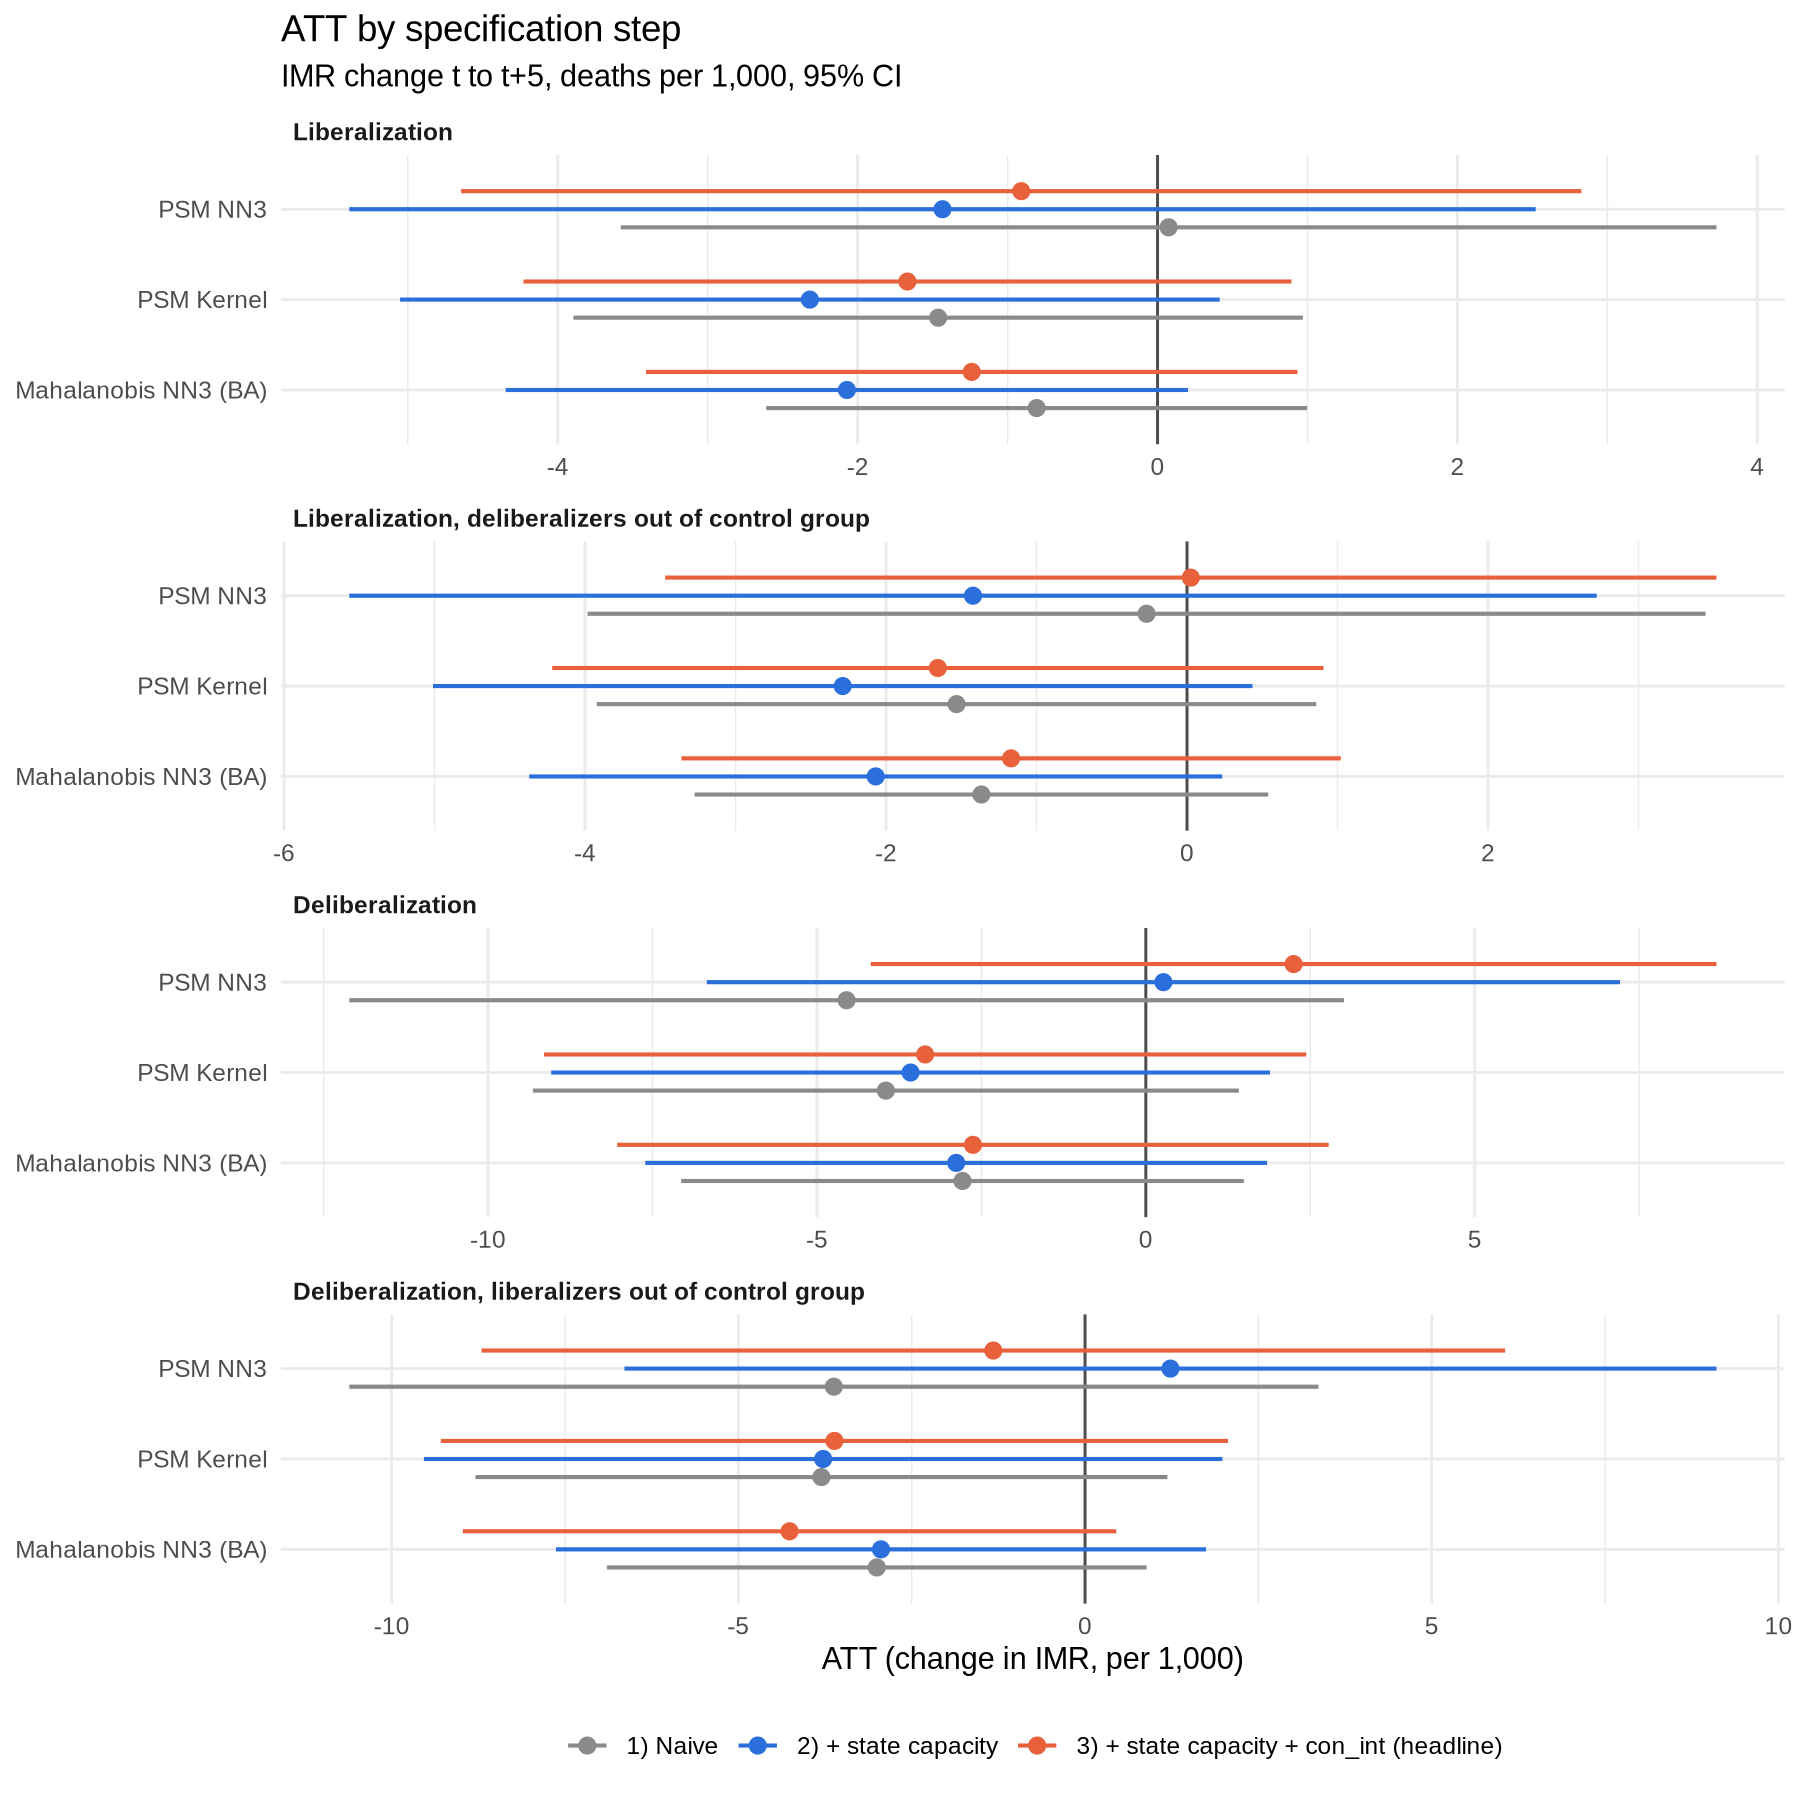 ATT by specification step
IMR change t to t+5, deaths per 1,000, 95% CI
Liberalization
PSM NN3
PSM Kernel
Mahalanobis NN3 (BA)
-4 -2 0 2 4
Liberalization, deliberalizers out of control group
PSM NN3
PSM Kernel
Mahalanobis NN3 (BA)
-6 -4 -2 0 2
Deliberalization
PSM NN3
PSM Kernel
Mahalanobis NN3 (BA)
-10 -5 0 5
Deliberalization, liberalizers out of control group
PSM NN3
PSM Kernel
Mahalanobis NN3 (BA)
-10 -5 0 5 10
ATT (change in IMR, per 1,000)
1) Naive 2) + state capacity 3) + state capacity + con_int (headline)